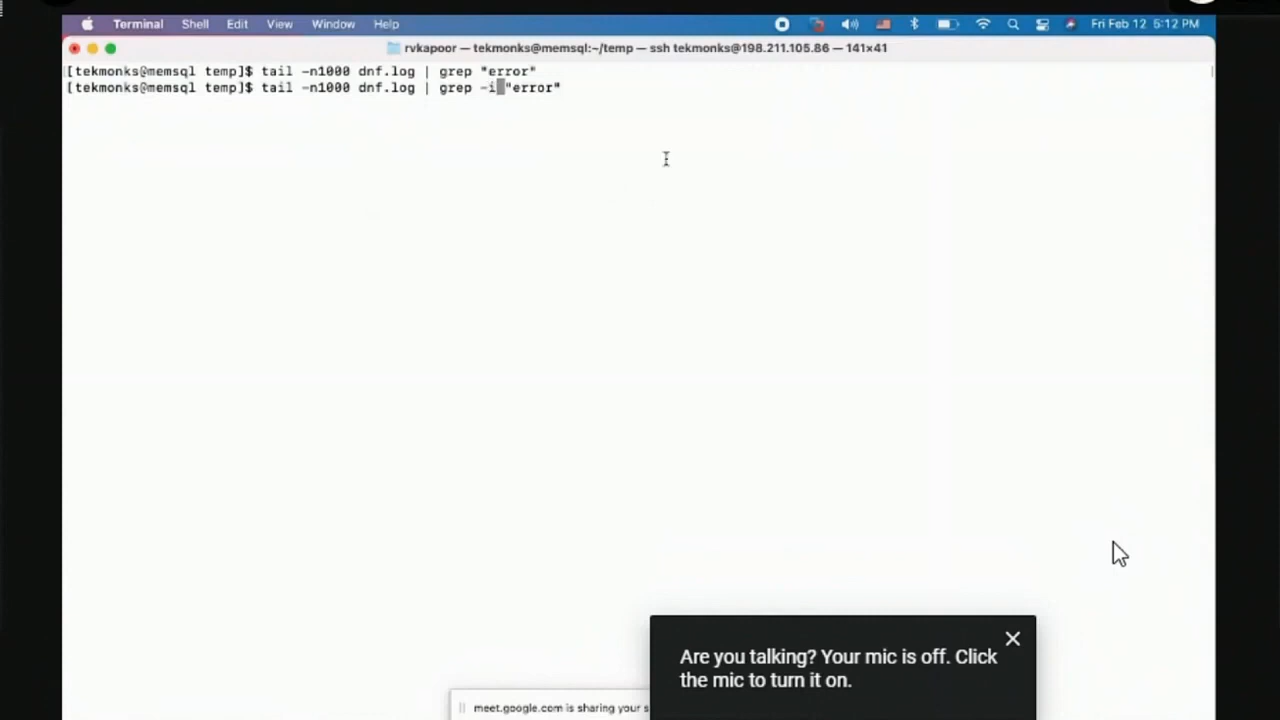 Terminal Shell Edit View Window Help Fri Feb 12 5:12 PM
rvkapoor — tekmonks@memsql:~/temp — ssh tekmonks@198.211.105.86 — 141×41
[tekmonks@memsql temp]$ tail -n1000 dnf.log | grep "error"
[tekmonks@memsql temp]$ tail -n1000 dnf.log | grep -i "error"
Are you talking? Your mic is off. Click
the mic to turn it on.
meet.google.com is sharing your s